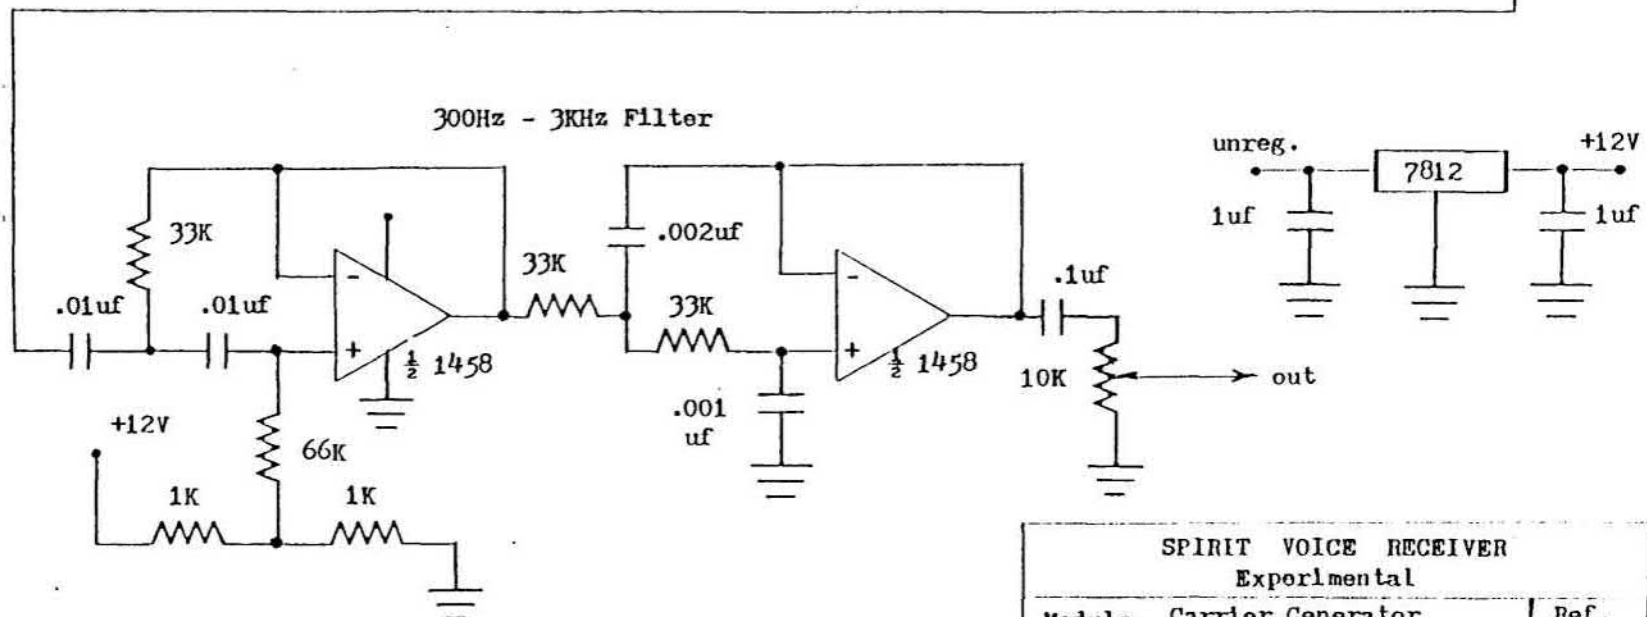 300Hz - 3KHz Filter
unreg.
+12V
7812
1uf
1uf
33K
.002uf
33K
.1uf
.01uf
.01uf
33K
-
+
½ 1458
-
+
½ 1458
10K
out
+12V
.001
uf
66K
1K
1K
SPIRIT VOICE RECEIVER
Experimental
Module Carrier Generator
Ref.